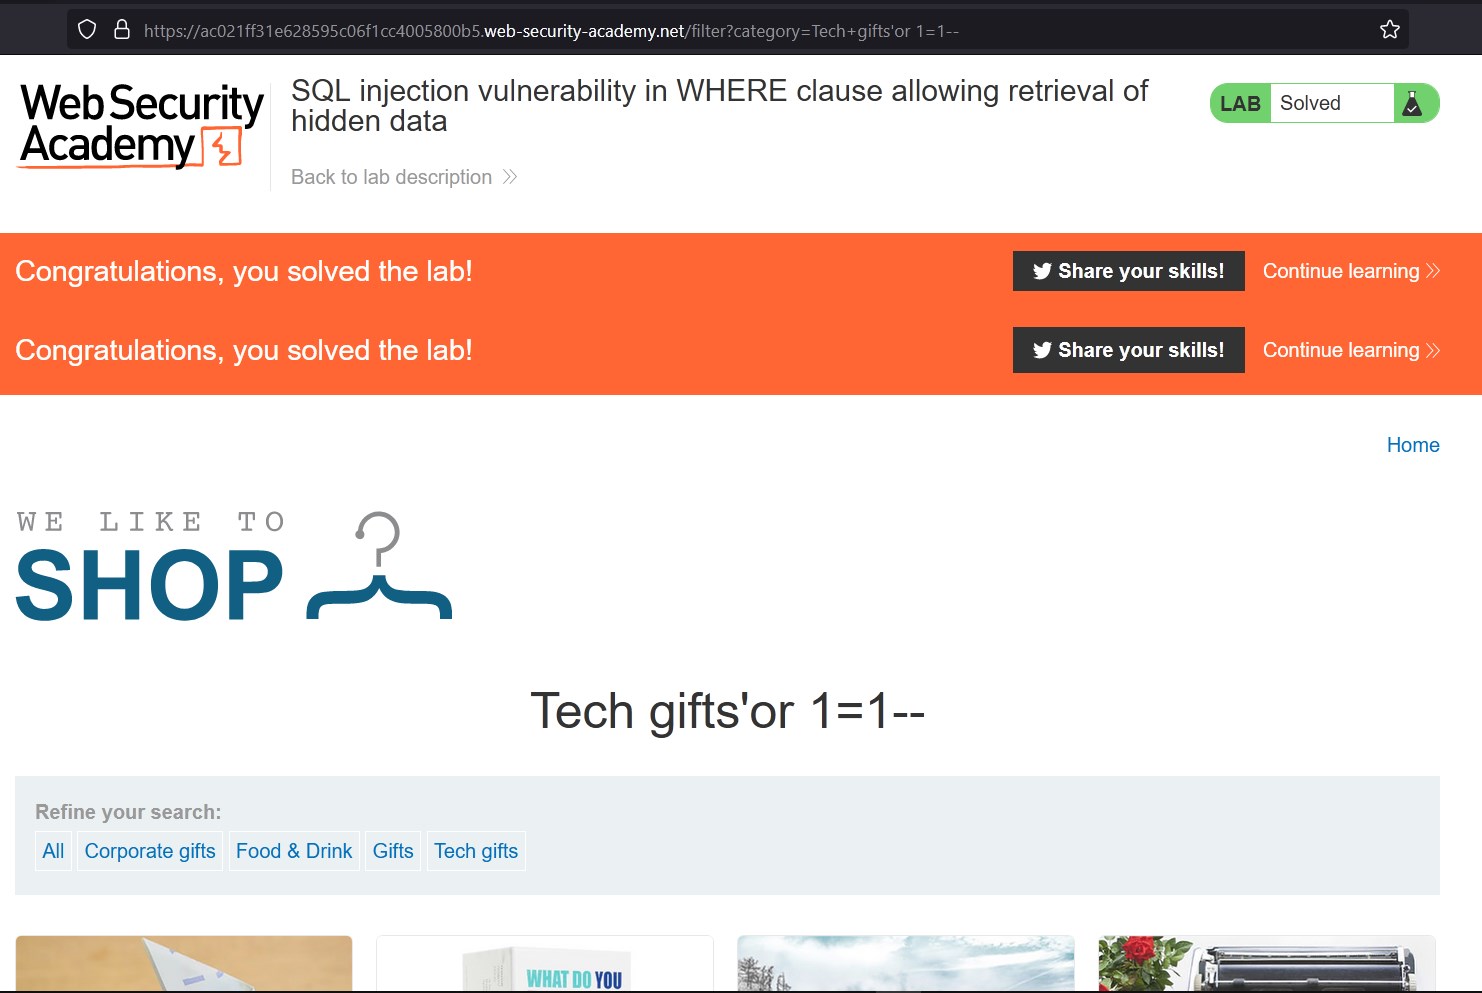 https://ac021ff31e628595c06f1cc4005800b5.web-security-academy.net/filter?category=Tech+gifts'or 1=1--
Web Security
Academy
SQL injection vulnerability in WHERE clause allowing retrieval of
hidden data
Back to lab description
LAB Solved
Congratulations, you solved the lab!
Share your skills!
Continue learning
Congratulations, you solved the lab!
Share your skills!
Continue learning
Home
WE LIKE TO
SHOP
Tech gifts'or 1=1--
Refine your search:
All Corporate gifts Food & Drink Gifts Tech gifts
WHAT DO YOU